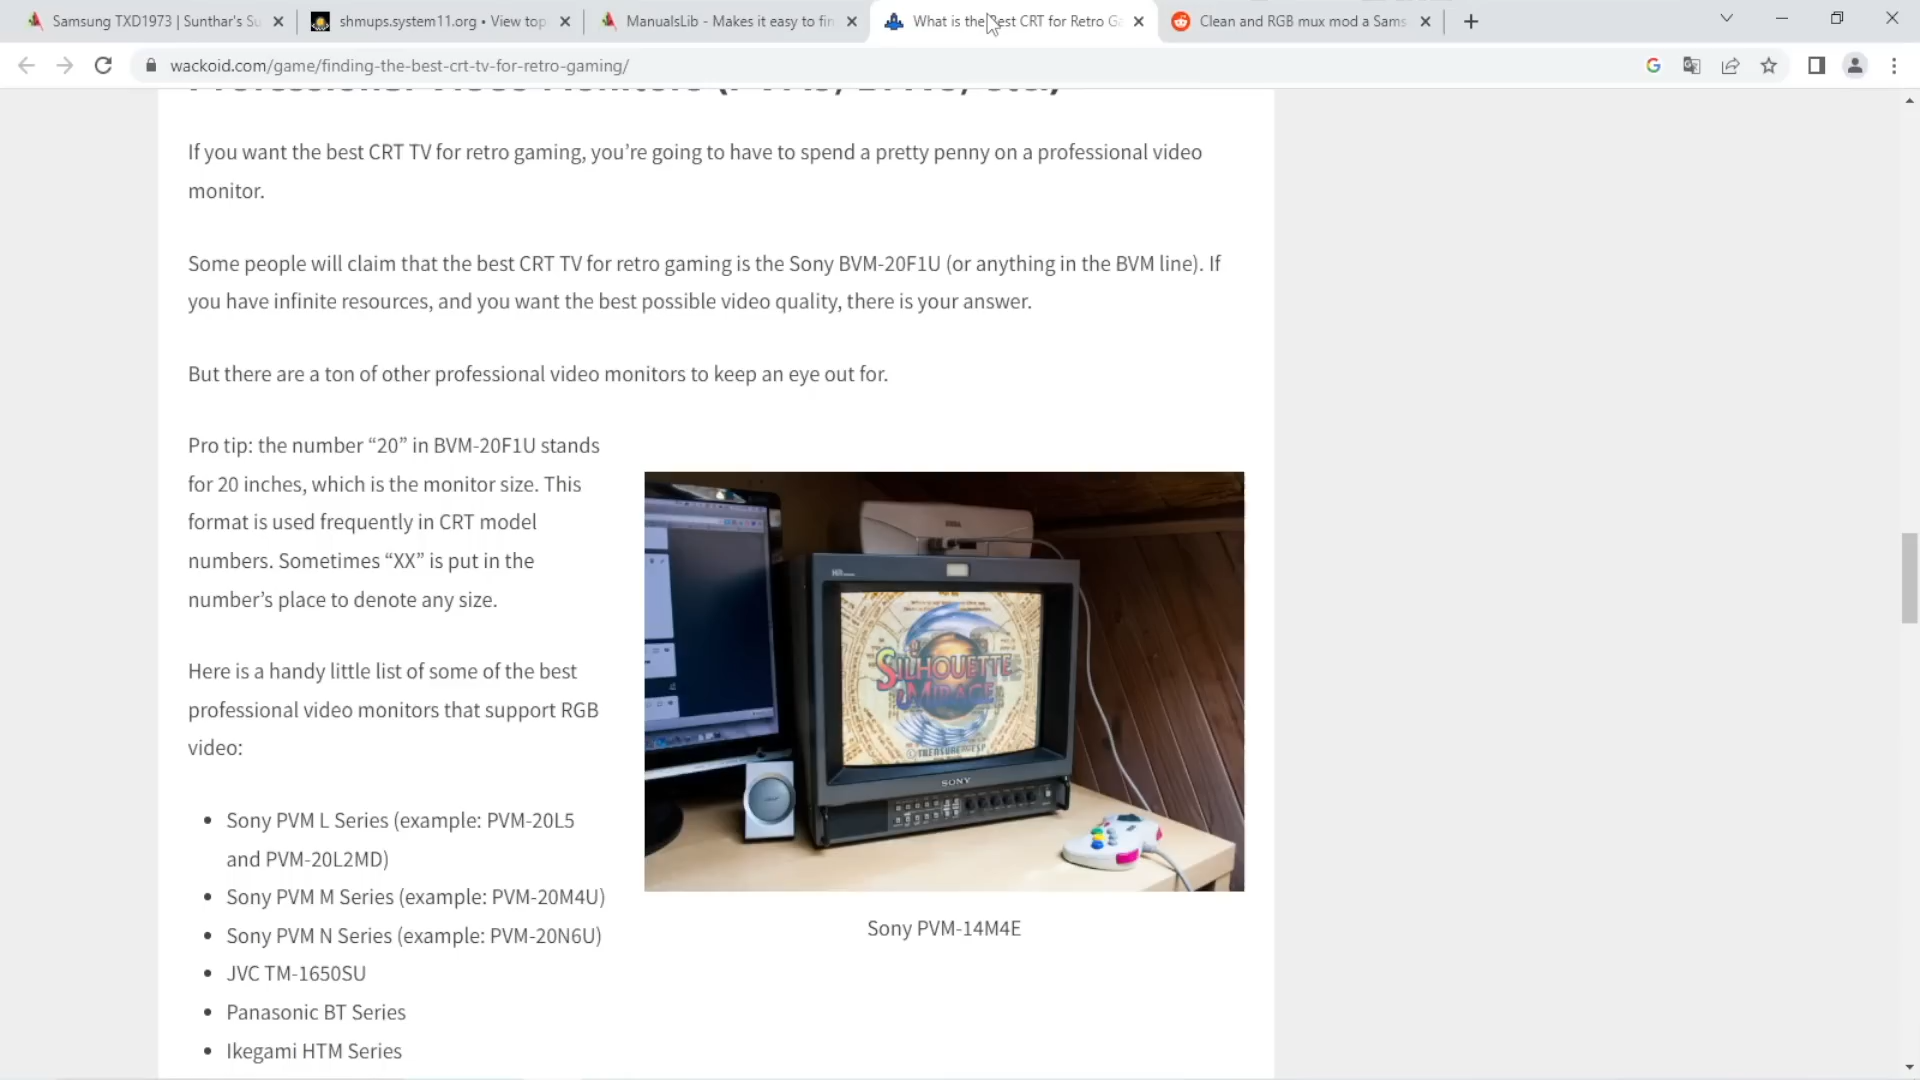 Samsung TXD1973 | Sunthar's Su
shmups.system11.org • View top
ManualsLib - Makes it easy to fin
What is the Best CRT for Retro Ga
Clean and RGB mux mod a Sams
wackoid.com/game/finding-the-best-crt-tv-for-retro-gaming/
If you want the best CRT TV for retro gaming, you’re going to have to spend a pretty penny on a professional video
monitor.
Some people will claim that the best CRT TV for retro gaming is the Sony BVM-20F1U (or anything in the BVM line). If
you have infinite resources, and you want the best possible video quality, there is your answer.
But there are a ton of other professional video monitors to keep an eye out for.
Pro tip: the number “20” in BVM-20F1U stands
for 20 inches, which is the monitor size. This
format is used frequently in CRT model
numbers. Sometimes “XX” is put in the
number’s place to denote any size.
Here is a handy little list of some of the best
professional video monitors that support RGB
video:
• Sony PVM L Series (example: PVM-20L5
and PVM-20L2MD)
• Sony PVM M Series (example: PVM-20M4U)
• Sony PVM N Series (example: PVM-20N6U)
• JVC TM-1650SU
• Panasonic BT Series
• Ikegami HTM Series
SEGA
SILHOUETTE
MIRAGE
SONY
Sony PVM-14M4E